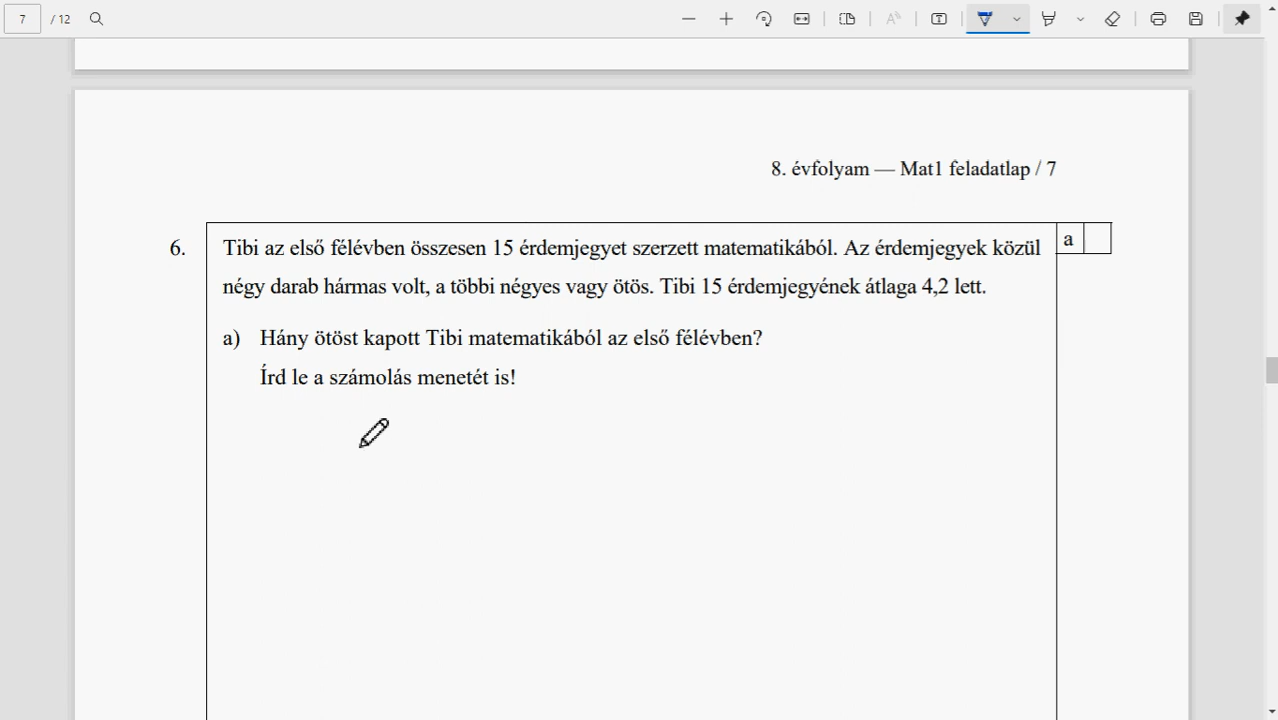 7 / 12
8. évfolyam — Mat1 feladatlap / 7
6. Tibi az első félévben összesen 15 érdemjegyet szerzett matematikából. Az érdemjegyek közül a
négy darab hármas volt, a többi négyes vagy ötös. Tibi 15 érdemjegyének átlaga 4,2 lett.
a) Hány ötöst kapott Tibi matematikából az első félévben?
Írd le a számolás menetét is!